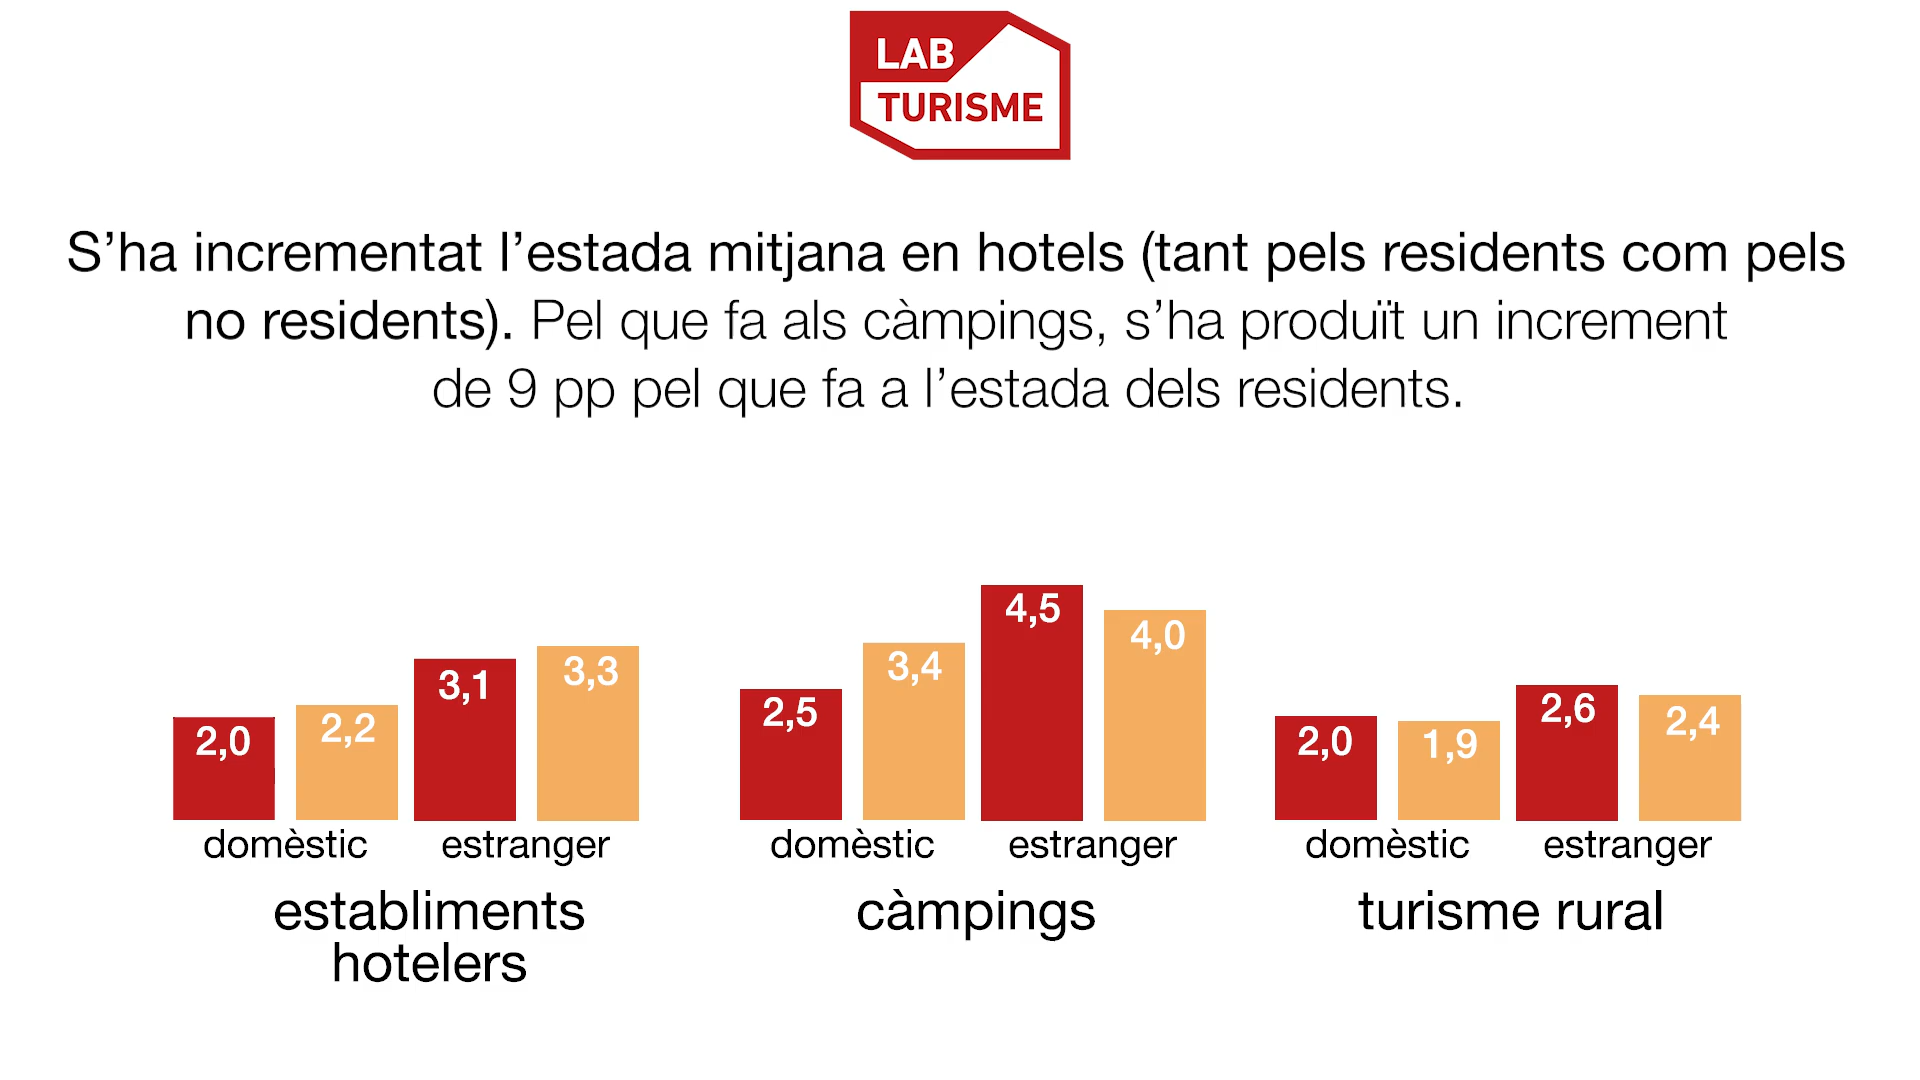 LAB
TURISME
S’ha incrementat l’estada mitjana en hotels (tant pels residents com pels
no residents). Pel que fa als càmpings, s’ha produït un increment
de 9 pp pel que fa a l’estada dels residents.
2,0
2,2
3,1
3,3
domèstic
estranger
establiments
hotelers
2,5
3,4
4,5
4,0
domèstic
estranger
càmpings
2,0
1,9
2,6
2,4
domèstic
estranger
turisme rural